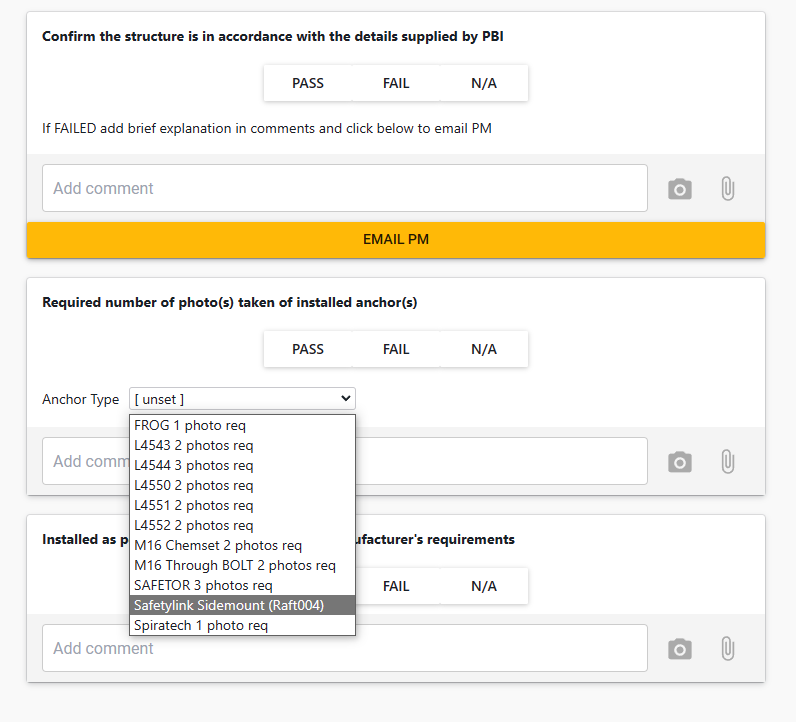 Confirm the structure is in accordance with the details supplied by PBI
PASS FAIL N/A
If FAILED add brief explanation in comments and click below to email PM
Add comment
EMAIL PM
Required number of photo(s) taken of installed anchor(s)
PASS FAIL N/A
Anchor Type [ unset ]
FROG 1 photo req
L4543 2 photos req
L4544 3 photos req
L4550 2 photos req
L4551 2 photos req
L4552 2 photos req
M16 Chemset 2 photos req
M16 Through BOLT 2 photos req
SAFETOR 3 photos req
Safetylink Sidemount (Raft004)
Spiratech 1 photo req
Add comm
Installed as p ufacturer's requirements
FAIL N/A
Add comment